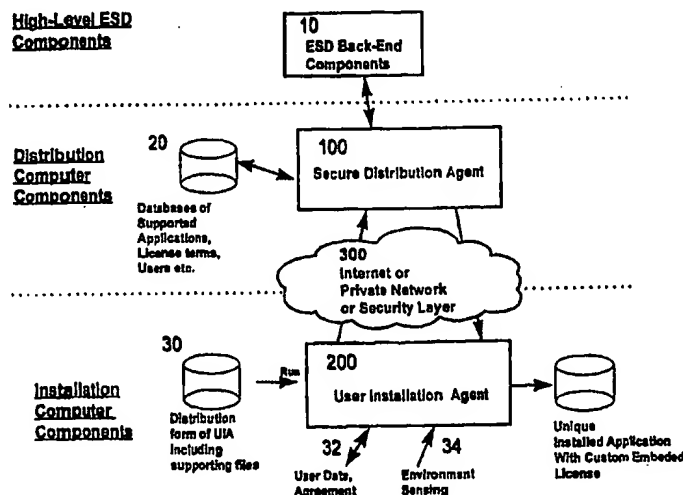 High-Level ESD
Components
10
ESD Back-End
Components
Distribution
Computer
Components
20
Databases of
Supported
Applications,
License terms,
Users etc.
100
Secure Distribution Agent
300
Internet or
Private Network
or Security Layer
Installation
Computer
Components
30
Distribution
form of UIA
including
supporting files
Run
200
User Installation Agent
32
User Data,
Agreement
34
Environment
Sensing
Unique
Installed Application
With Custom Embeded
License